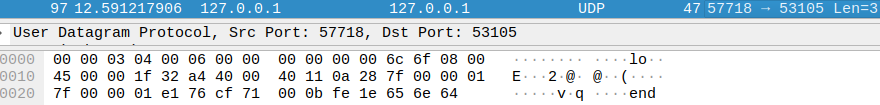 97 12.591217906 127.0.0.1 127.0.0.1 UDP 47 57718 → 53105 Len=3
User Datagram Protocol, Src Port: 57718, Dst Port: 53105
0000 00 00 03 04 00 06 00 00 00 00 00 00 6c 6f 08 00 ········ ····lo··
0010 45 00 00 1f 32 a4 40 00 40 11 0a 28 7f 00 00 01 E···2·@· @··(····
0020 7f 00 00 01 e1 76 cf 71 00 0b fe 1e 65 6e 64 ·····v·q ····end